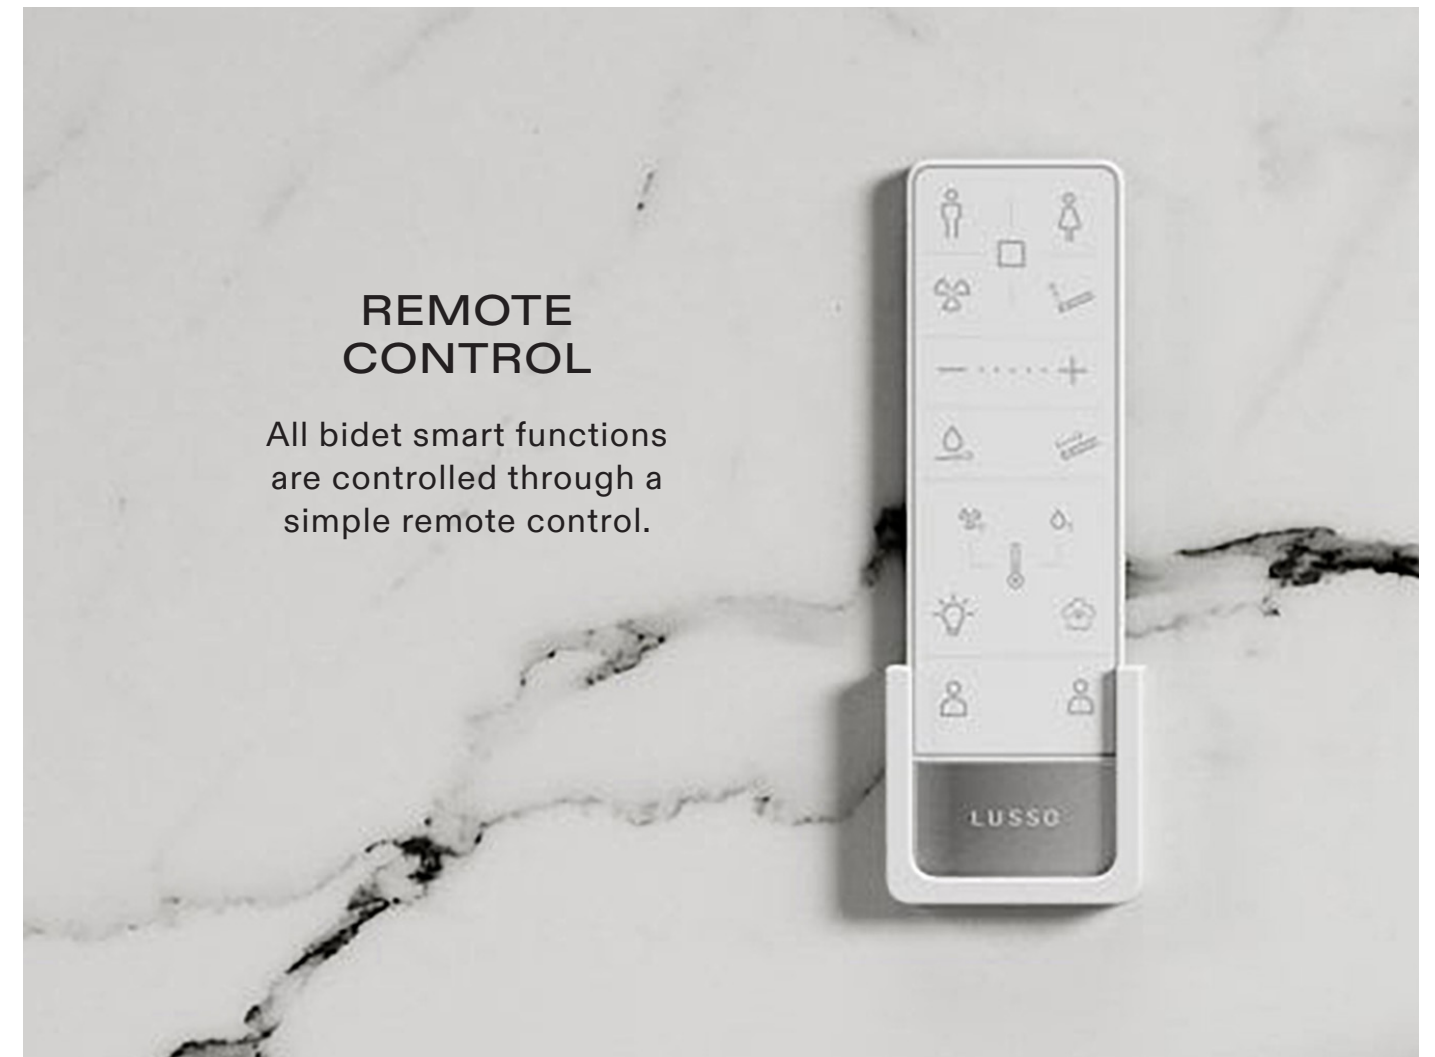 REMOTE
CONTROL
All bidet smart functions
are controlled through a
simple remote control.
LUSSO